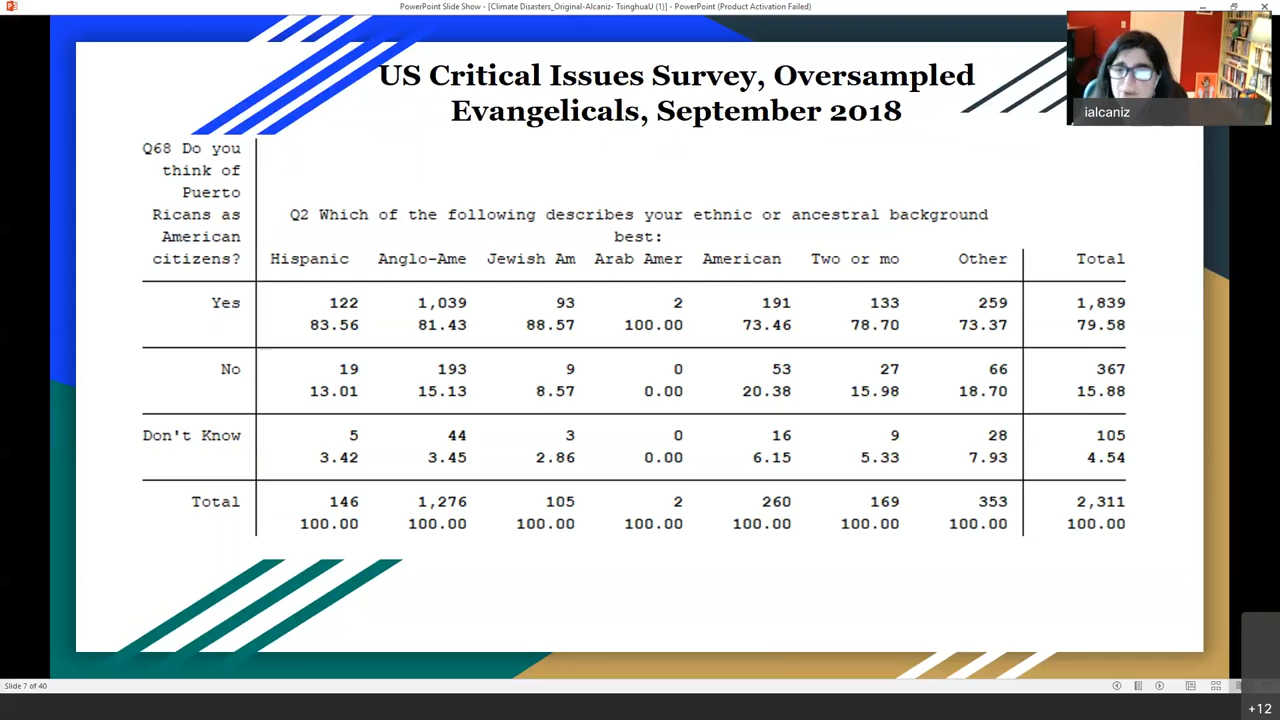 PowerPoint Slide Show - [Climate Disasters_Original-Alcaniz- TsinghuaU (1)] - PowerPoint (Product Activation Failed)
US Critical Issues Survey, Oversampled
Evangelicals, September 2018
ialcaniz
Q68 Do you
think of
Puerto
Ricans as
American
citizens?
Q2 Which of the following describes your ethnic or ancestral background
best:
Hispanic Anglo-Ame Jewish Am Arab Amer American Two or mo Other Total
Yes 122 1,039 93 2 191 133 259 1,839
83.56 81.43 88.57 100.00 73.46 78.70 73.37 79.58
No 19 193 9 0 53 27 66 367
13.01 15.13 8.57 0.00 20.38 15.98 18.70 15.88
Don't Know 5 44 3 0 16 9 28 105
3.42 3.45 2.86 0.00 6.15 5.33 7.93 4.54
Total 146 1,276 105 2 260 169 353 2,311
100.00 100.00 100.00 100.00 100.00 100.00 100.00 100.00
Slide 7 of 40
+12